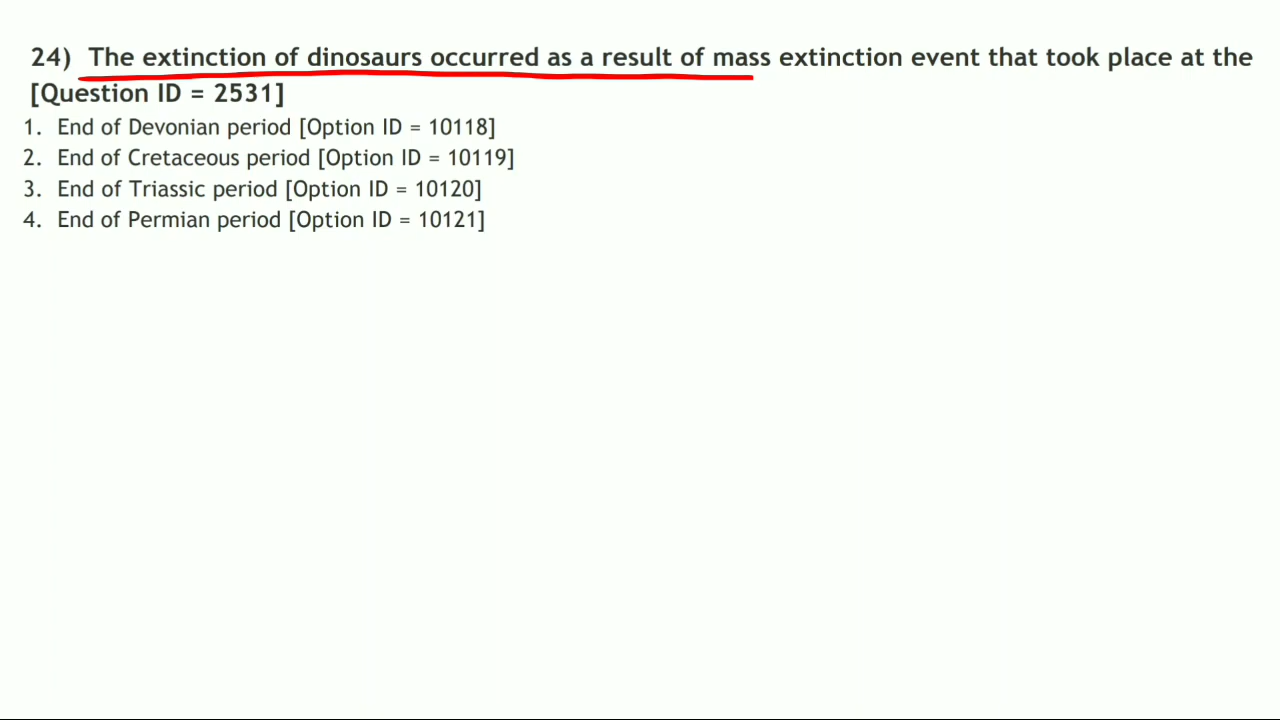 24) The extinction of dinosaurs occurred as a result of mass extinction event that took place at the
[Question ID = 2531]
1. End of Devonian period [Option ID = 10118]
2. End of Cretaceous period [Option ID = 10119]
3. End of Triassic period [Option ID = 10120]
4. End of Permian period [Option ID = 10121]